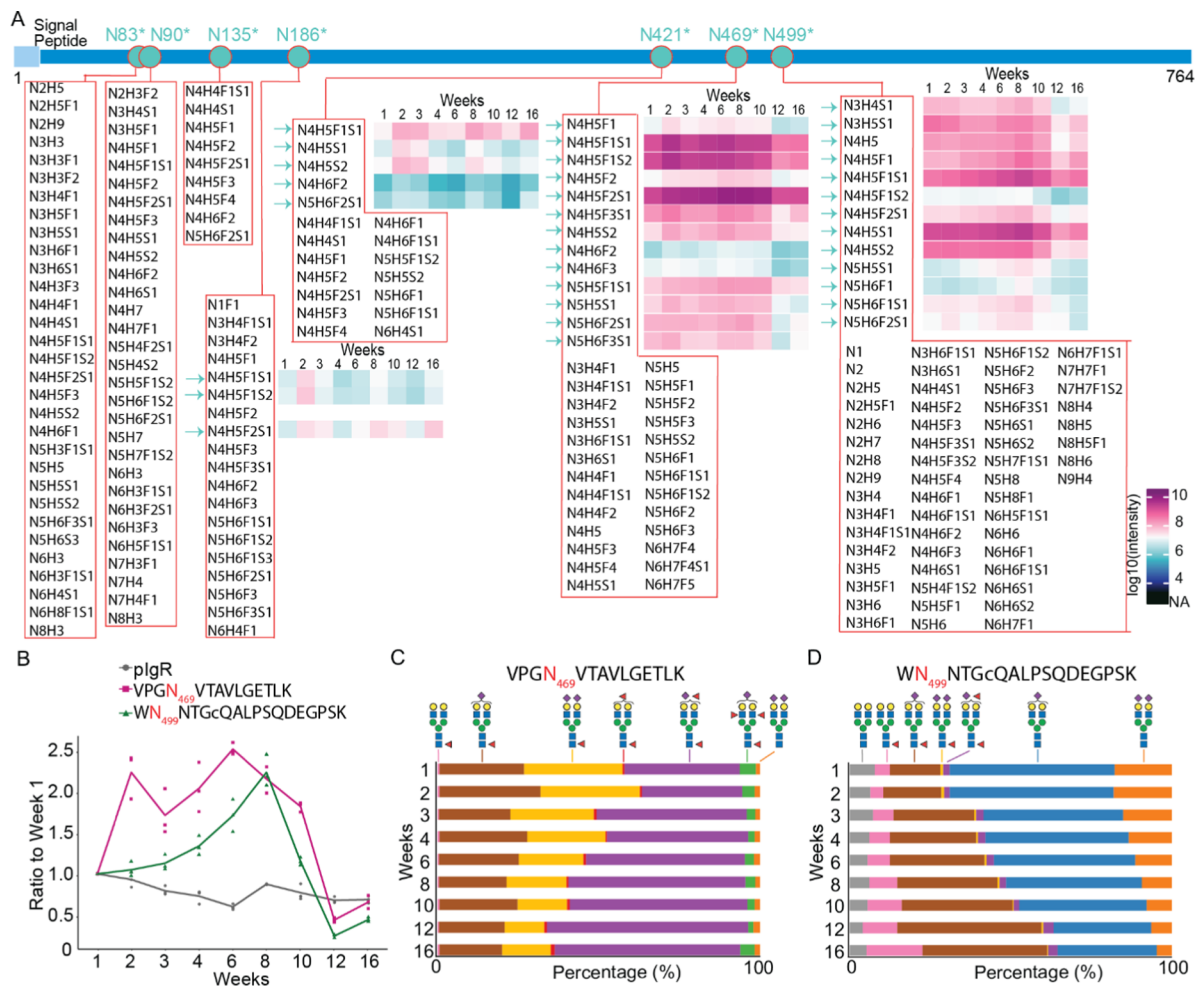 A
Signal
Peptide
N83* N90* N135* N186* N421* N469* N499*
1
764
N2H5
N2H5F1
N2H9
N3H3
N3H3F1
N3H3F2
N3H4F1
N3H5F1
N3H5S1
N3H6F1
N3H6S1
N4H3F3
N4H4F1
N4H4S1
N4H5F1S1
N4H5F1S2
N4H5F2S1
N4H5F3
N4H5S2
N4H6F1
N5H3F1S1
N5H5
N5H5S1
N5H5S2
N5H6F3S1
N5H6S3
N6H3
N6H3F1S1
N6H4S1
N6H8F1S1
N8H3
N2H3F2
N3H4S1
N3H5F1
N4H5F1
N4H5F1S1
N4H5F2
N4H5F2S1
N4H5F3
N4H5S1
N4H5S2
N4H6F2
N4H6S1
N4H7
N4H7F1
N5H4F2S1
N5H4S2
N5H5F1S2
N5H6F1S2
N5H6F2S1
N5H7
N5H7F1S2
N6H3
N6H3F1S1
N6H3F2S1
N6H3F3
N6H5F1S1
N7H3F1
N7H4
N7H4F1
N8H3
N4H4F1S1
N4H4S1
N4H5F1
N4H5F2
N4H5F2S1
N4H5F3
N4H5F4
N4H6F2
N5H6F2S1
N1F1
N3H4F1S1
N3H4F2
N4H5F1
N4H5F1S1
N4H5F1S2
N4H5F2
N4H5F2S1
N4H5F3
N4H5F3S1
N4H6F2
N4H6F3
N5H6F1S1
N5H6F1S2
N5H6F1S3
N5H6F2S1
N5H6F3
N5H6F3S1
N6H4F1
Weeks
1 2 3 4 6 8 10 12 16
Weeks
1 2 3 4 6 8 10 12 16
N4H5F1S1
N4H5S1
N4H5S2
N4H6F2
N5H6F2S1
N4H4F1S1 N4H6F1
N4H4S1 N4H6F1S1
N4H5F1 N5H5F1S2
N4H5F2 N5H5S2
N4H5F2S1 N5H6F1
N4H5F3 N5H6F1S1
N4H5F4 N6H4S1
Weeks
1 2 3 4 6 8 10 12 16
N4H5F1
N4H5F1S1
N4H5F1S2
N4H5F2
N4H5F2S1
N4H5F3S1
N4H5S2
N4H6F2
N4H6F3
N5H5F1S1
N5H5S1
N5H6F2S1
N5H6F3S1
N3H4F1 N5H5
N3H4F1S1 N5H5F1
N3H4F2 N5H5F2
N3H5S1 N5H5F3
N3H6F1S1 N5H5S2
N3H6S1 N5H6F1
N4H4F1 N5H6F1S1
N4H4F1S1 N5H6F1S2
N4H4F2 N5H6F2
N4H5 N5H6F3
N4H5F3 N6H7F4
N4H5F4 N6H7F4S1
N4H5S1 N6H7F5
Weeks
1 2 3 4 6 8 10 12 16
N3H4S1
N3H5S1
N4H5
N4H5F1
N4H5F1S1
N4H5F1S2
N4H5F2S1
N4H5S1
N4H5S2
N5H5S1
N5H6F1
N5H6F1S1
N5H6F2S1
N1 N3H6F1S1 N5H6F1S2 N6H7F1S1
N2 N3H6S1 N5H6F2 N7H7F1
N2H5 N4H4S1 N5H6F3 N7H7F1S2
N2H5F1 N4H5F2 N5H6F3S1 N8H4
N2H6 N4H5F3 N5H6S1 N8H5
N2H7 N4H5F3S1 N5H6S2 N8H5F1
N2H8 N4H5F3S2 N5H7F1S1 N8H6
N2H9 N4H5F4 N5H8 N9H4
N3H4 N4H6F1 N5H8F1
N3H4F1 N4H6F1S1 N6H5F1S1
N3H4F1S1 N4H6F2 N6H6
N3H4F2 N4H6F3 N6H6F1
N3H5 N4H6S1 N6H6F1S1
N3H5F1 N5H4F1S2 N6H6S1
N3H6 N5H5F1 N6H6S2
N3H6F1 N5H6 N6H7F1
log10(intensity)
10
8
6
4
NA
B
pIgR
VPGN469VTAVLGETLK
WN499NTGcQALPSQDEGPSK
Ratio to Week 1
2.5
2.0
1.5
1.0
0.5
0
1 2 3 4 6 8 10 12 16
Weeks
C
VPGN469VTAVLGETLK
Weeks
1
2
3
4
6
8
10
12
16
0 100
Percentage (%)
D
WN499NTGcQALPSQDEGPSK
Weeks
1
2
3
4
6
8
10
12
16
0 100
Percentage (%)